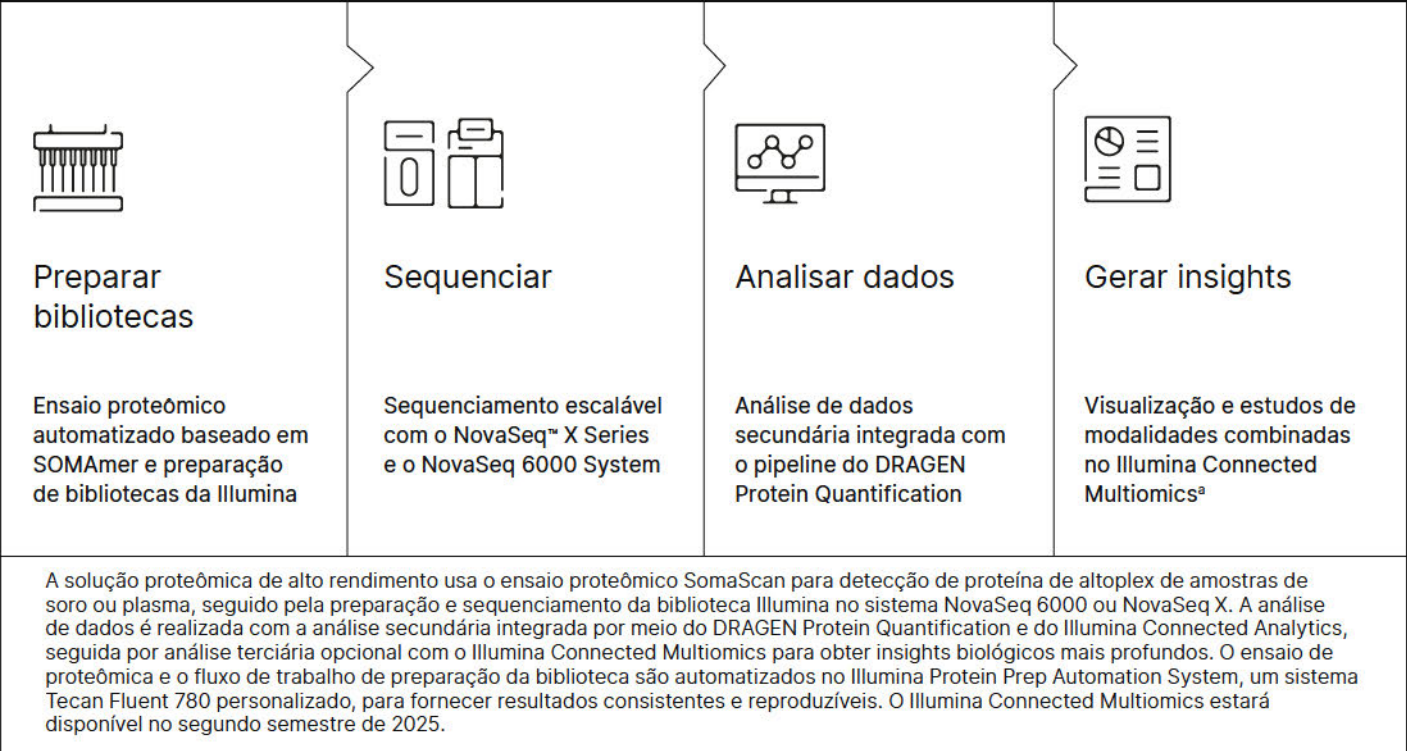 Preparar
bibliotecas
Ensaio proteômico
automatizado baseado em
SOMAmer e preparação
de bibliotecas da Illumina
Sequenciar
Sequenciamento escalável
com o NovaSeq™ X Series
e o NovaSeq 6000 System
Analisar dados
Análise de dados
secundária integrada com
o pipeline do DRAGEN
Protein Quantification
Gerar insights
Visualização e estudos de
modalidades combinadas
no Illumina Connected
Multiomicsᵃ
A solução proteômica de alto rendimento usa o ensaio proteômico SomaScan para detecção de proteína de altoplex de amostras de
soro ou plasma, seguido pela preparação e sequenciamento da biblioteca Illumina no sistema NovaSeq 6000 ou NovaSeq X. A análise
de dados é realizada com a análise secundária integrada por meio do DRAGEN Protein Quantification e do Illumina Connected Analytics,
seguida por análise terciária opcional com o Illumina Connected Multiomics para obter insights biológicos mais profundos. O ensaio de
proteômica e o fluxo de trabalho de preparação da biblioteca são automatizados no Illumina Protein Prep Automation System, um sistema
Tecan Fluent 780 personalizado, para fornecer resultados consistentes e reproduzíveis. O Illumina Connected Multiomics estará
disponível no segundo semestre de 2025.